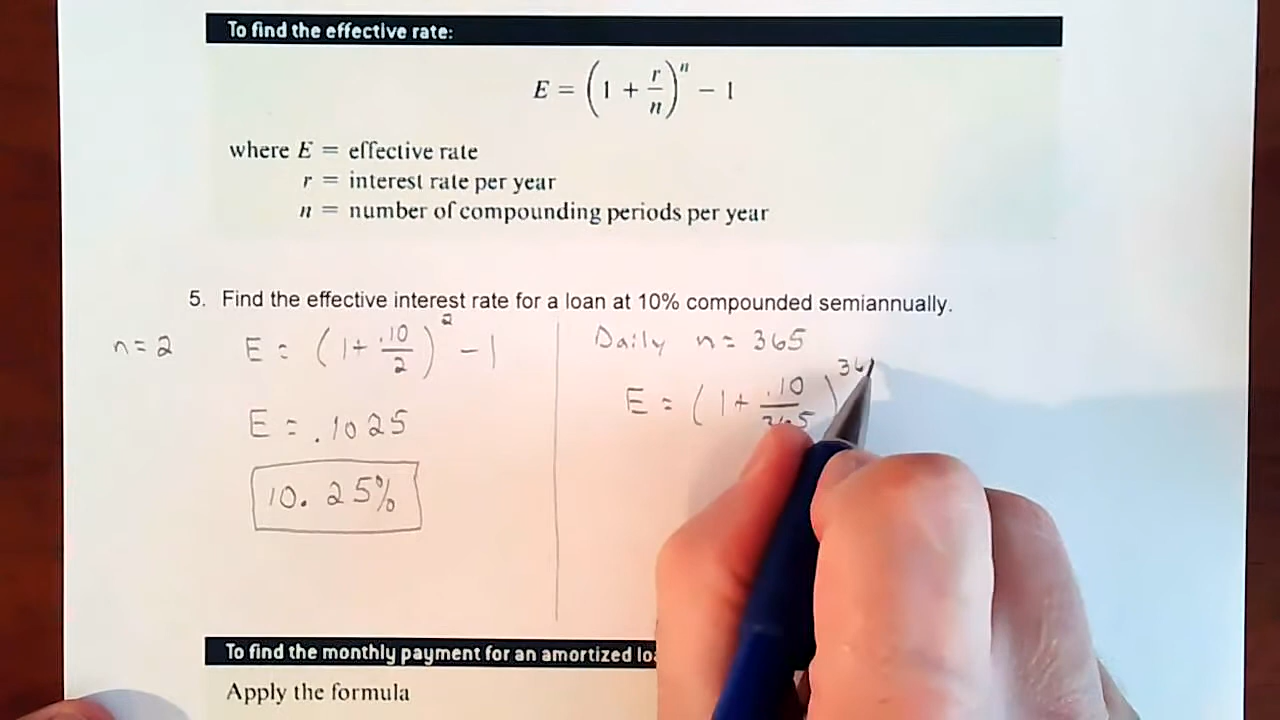 To find the effective rate:
E = (1 + r/n)^n − 1
where E = effective rate
r = interest rate per year
n = number of compounding periods per year
5. Find the effective interest rate for a loan at 10% compounded semiannually.
n=2
E = (1 + .10/2)^2 − 1
E = .1025
10.25%
Daily n = 365
E = (1 + .10/365)^36
To find the monthly payment for an amortized
Apply the formula